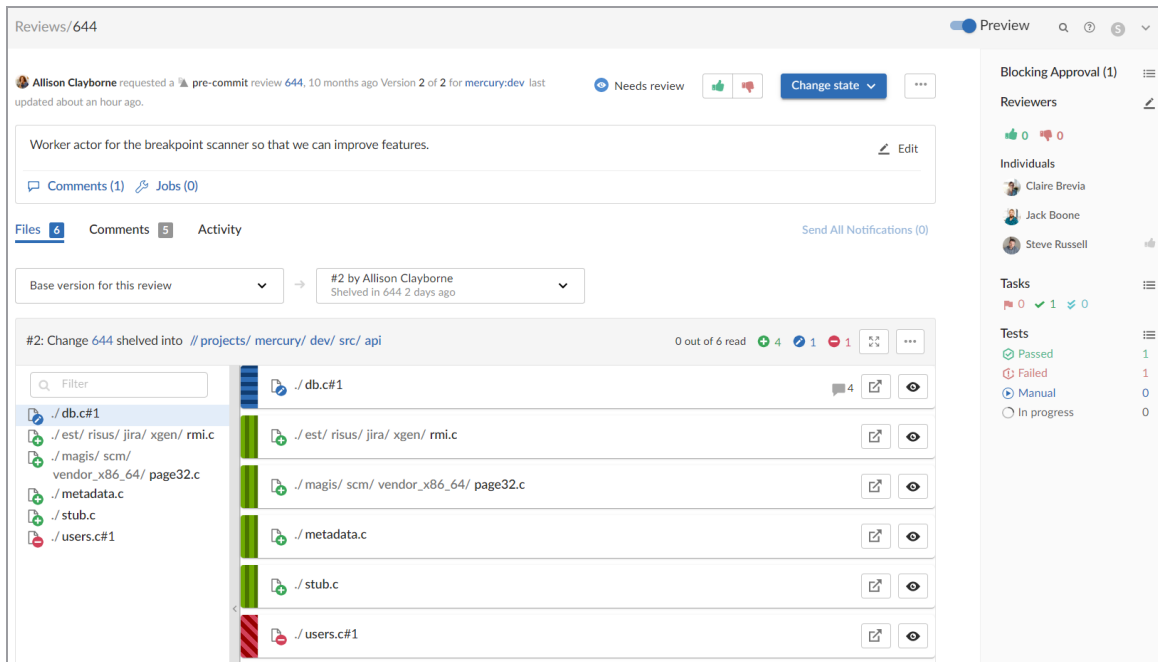 Reviews/644
Preview
S
Allison Clayborne requested a pre-commit review 644, 10 months ago Version 2 of 2 for mercury:dev last
updated about an hour ago.
Needs review
Change state
Worker actor for the breakpoint scanner so that we can improve features.
Edit
Comments (1) Jobs (0)
Files 6 Comments 5 Activity
Send All Notifications (0)
Base version for this review
#2 by Allison Clayborne
Shelved in 644 2 days ago
#2: Change 644 shelved into //projects/ mercury/ dev/ src/ api
0 out of 6 read 4 1 1
Filter
./ db.c#1
./ est/ risus/ jira/ xgen/ rmi.c
./ magis/ scm/
vendor_x86_64/ page32.c
./ metadata.c
./ stub.c
./ users.c#1
./ db.c#1
4
./ est/ risus/ jira/ xgen/ rmi.c
./ magis/ scm/ vendor_x86_64/ page32.c
./ metadata.c
./ stub.c
./ users.c#1
Blocking Approval (1)
Reviewers
0 0
Individuals
Claire Brevia
Jack Boone
Steve Russell
Tasks
0 1 0
Tests
Passed 1
Failed 1
Manual 0
In progress 0